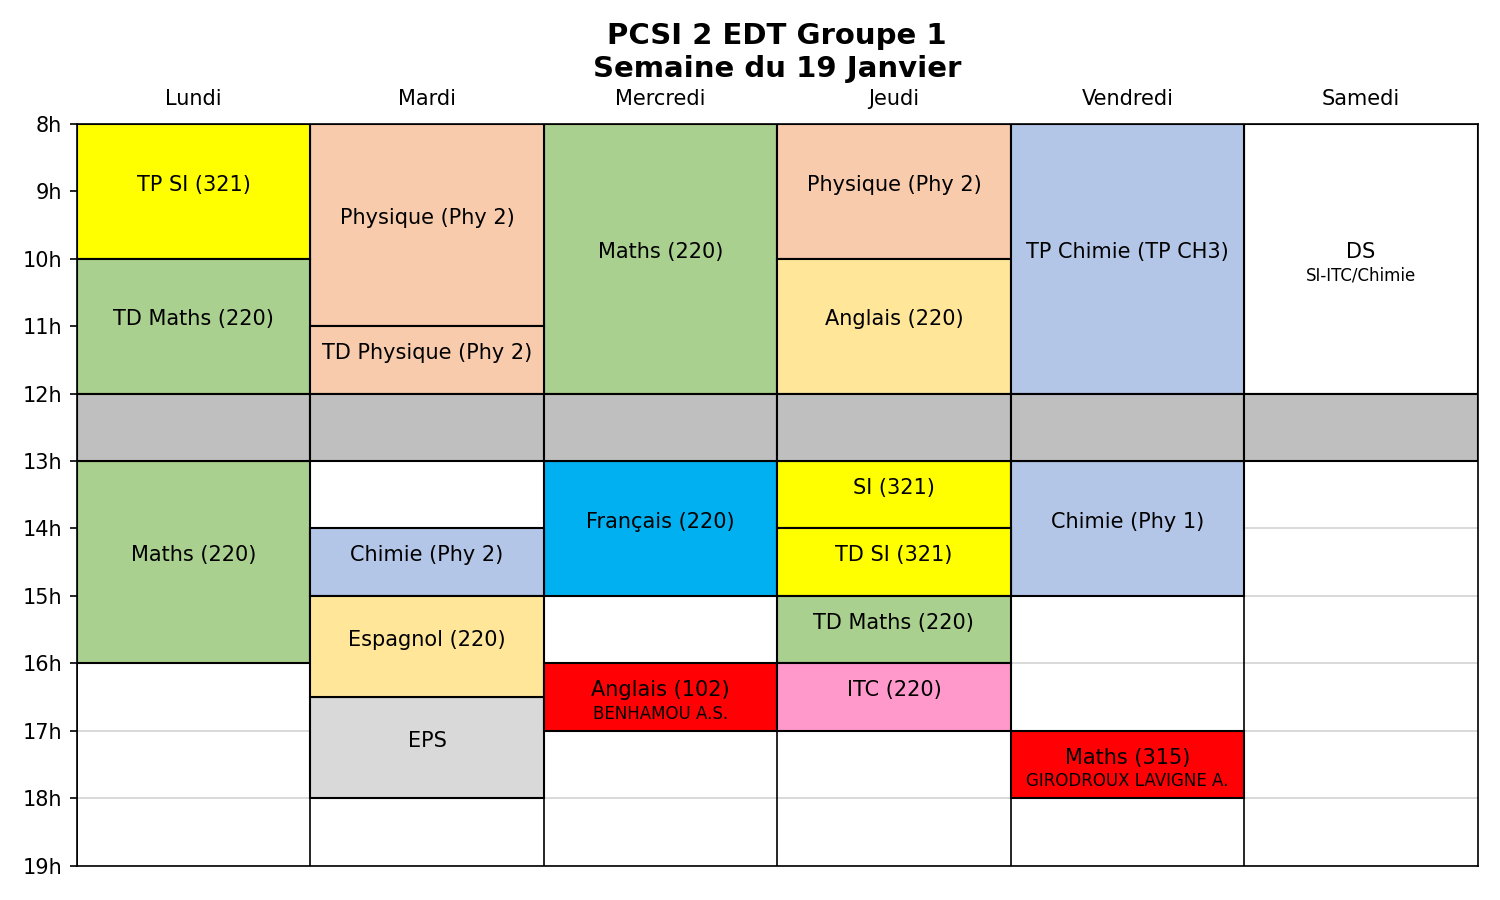 PCSI 2 EDT Groupe 1
Semaine du 19 Janvier
Lundi Mardi Mercredi Jeudi Vendredi Samedi
8h
9h
10h
11h
12h
13h
14h
15h
16h
17h
18h
19h
TP SI (321)
TD Maths (220)
Maths (220)
Physique (Phy 2)
TD Physique (Phy 2)
Chimie (Phy 2)
Espagnol (220)
EPS
Maths (220)
Français (220)
Anglais (102)
BENHAMOU A.S.
Physique (Phy 2)
Anglais (220)
SI (321)
TD SI (321)
TD Maths (220)
ITC (220)
TP Chimie (TP CH3)
Chimie (Phy 1)
Maths (315)
GIRODROUX LAVIGNE A.
DS
SI-ITC/Chimie